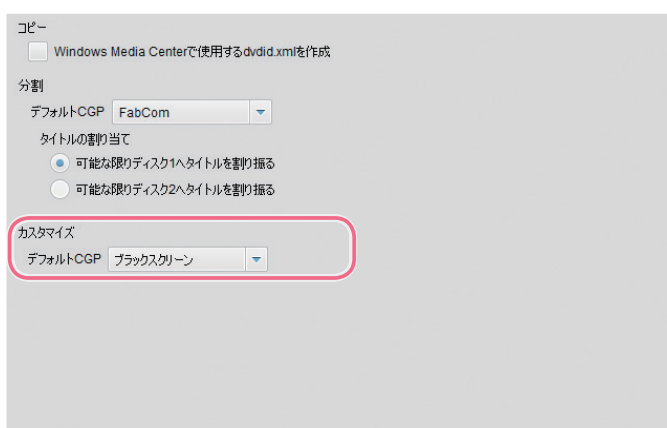 コピー
Windows Media Centerで使用するdvdid.xmlを作成
分割
デフォルトCGP FabCom
タイトルの割り当て
可能な限りディスク1へタイトルを割り振る
可能な限りディスク2へタイトルを割り振る
カスタマイズ
デフォルトCGP ブラックスクリーン